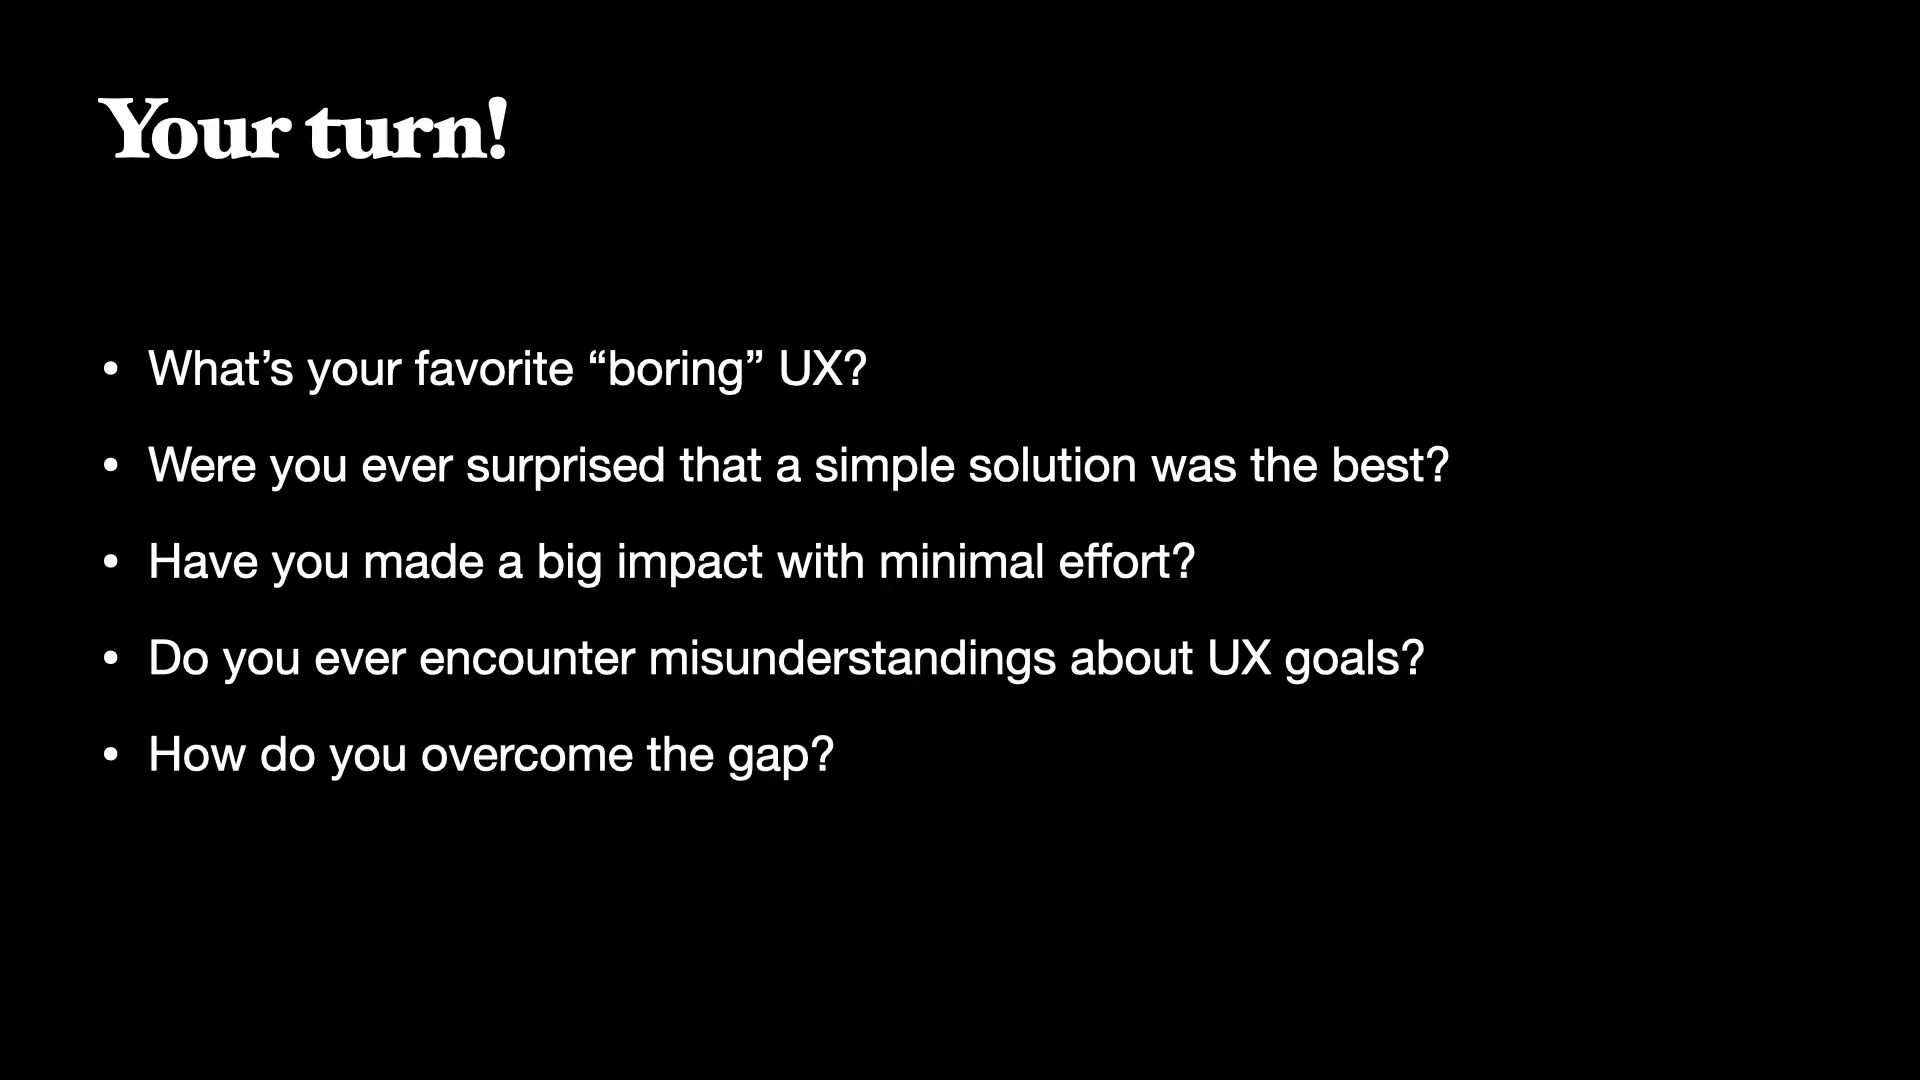 Your turn!
• What’s your favorite “boring” UX?
• Were you ever surprised that a simple solution was the best?
• Have you made a big impact with minimal effort?
• Do you ever encounter misunderstandings about UX goals?
• How do you overcome the gap?